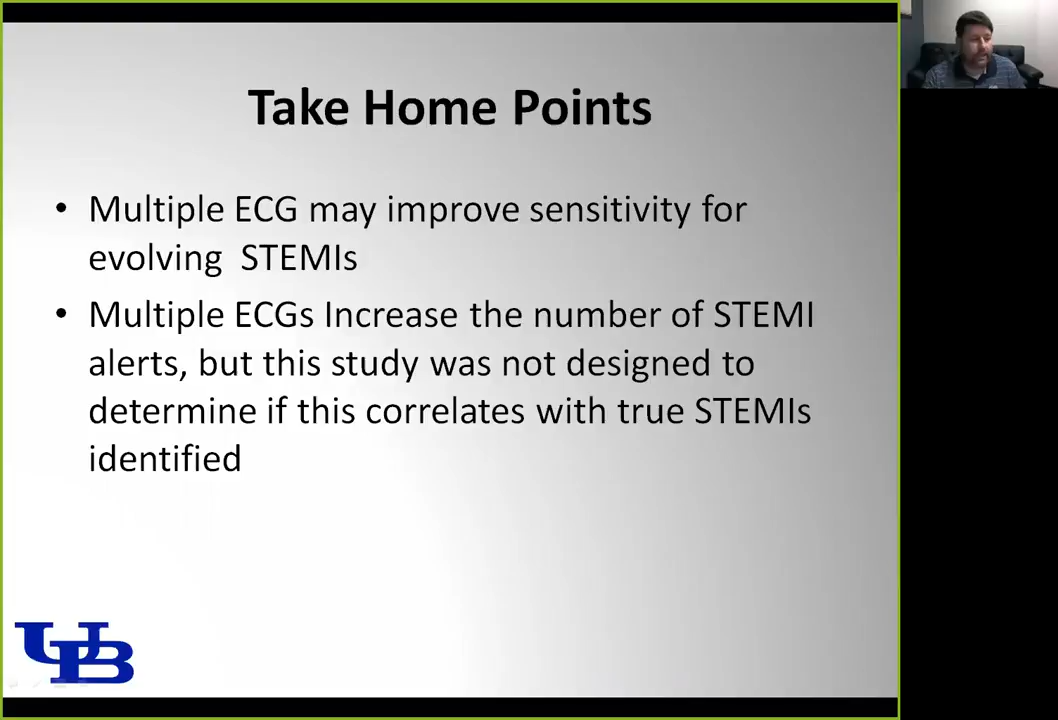 Take Home Points
• Multiple ECG may improve sensitivity for
evolving STEMIs
• Multiple ECGs Increase the number of STEMI
alerts, but this study was not designed to
determine if this correlates with true STEMIs
identified
UB